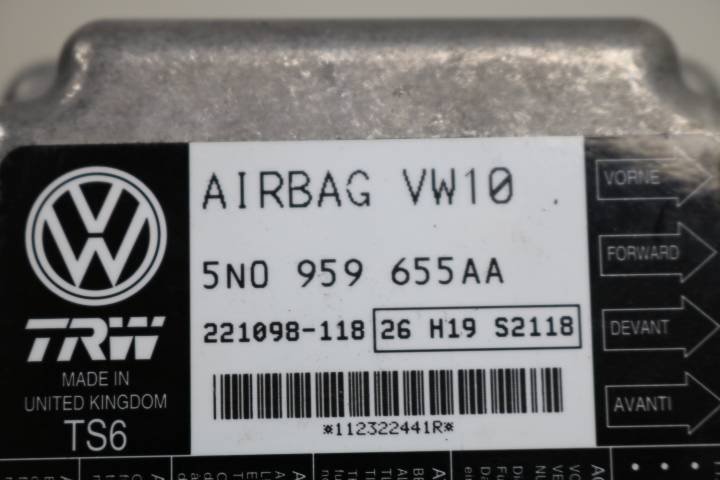 AIRBAG VW10
5N0 959 655AA
221098-118 26 H19 S2118
*112322441R*
VW
TRW
MADE IN
UNITED KINGDOM
TS6
VORNE
FORWARD
DEVANT
AVANTI